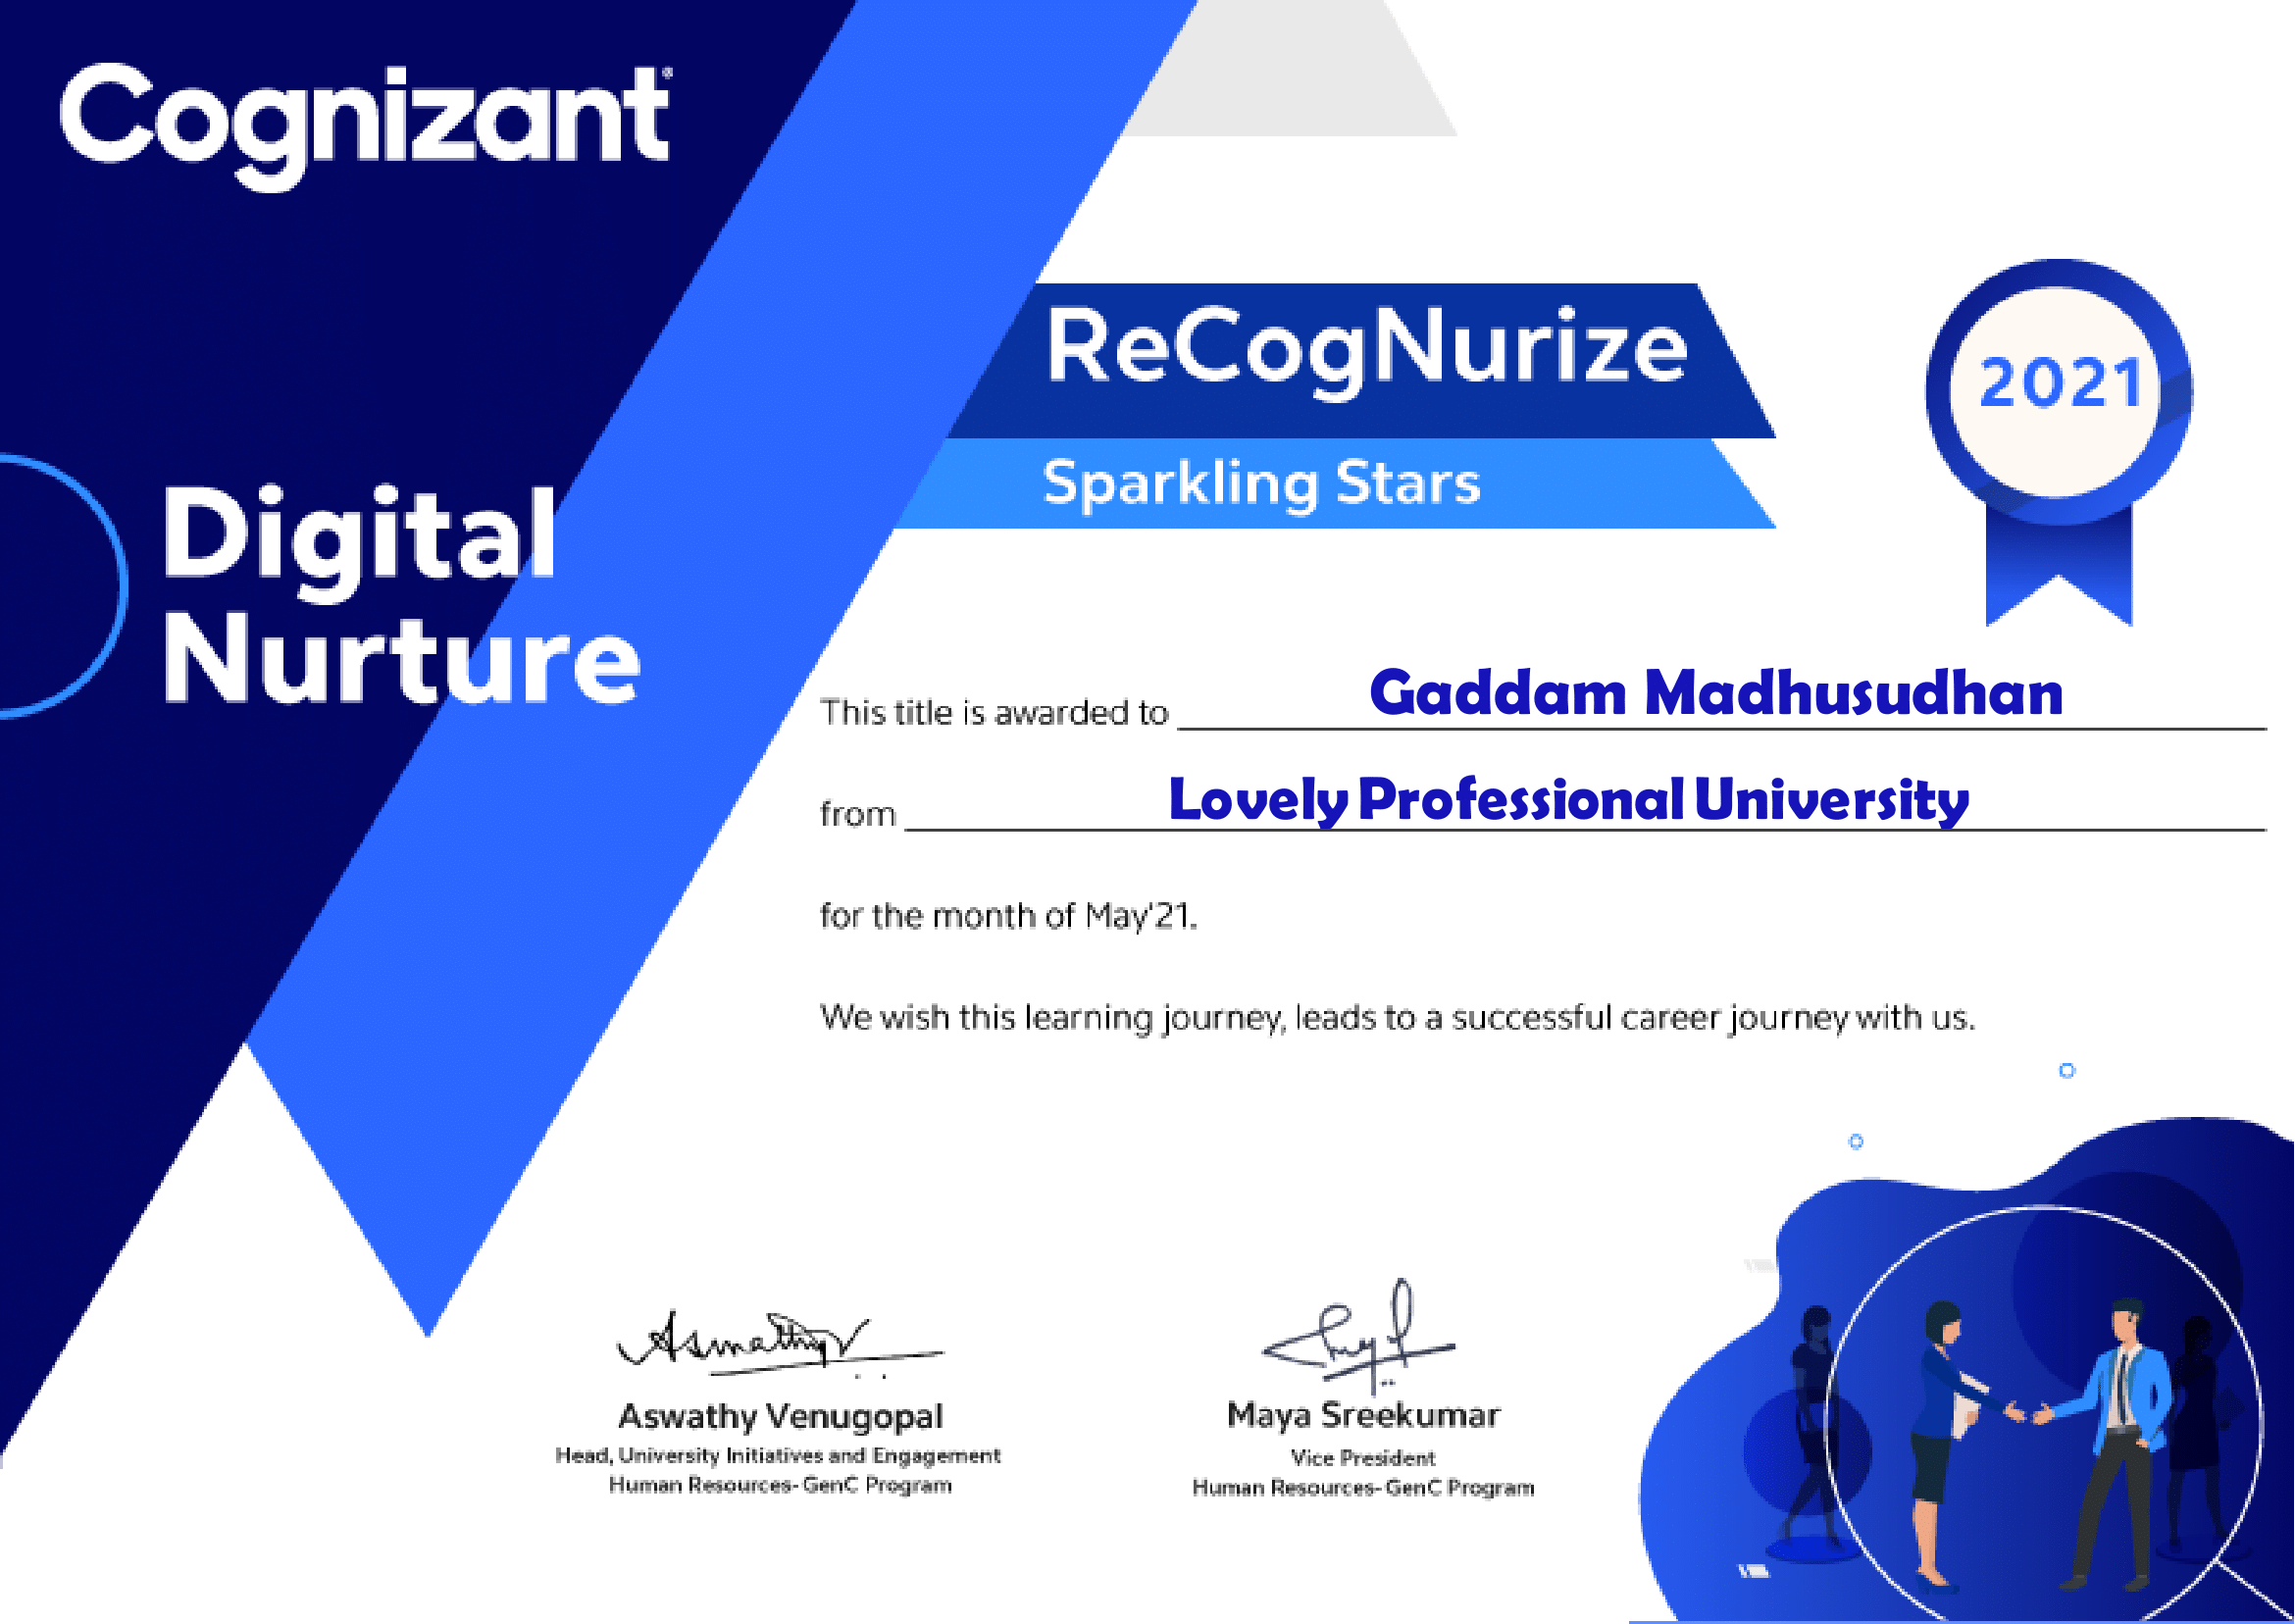 Cognizant®
Digital
Nurture
ReCogNurize
Sparkling Stars
2021
This title is awarded to Gaddam Madhusudhan
from Lovely Professional University
for the month of May'21.
We wish this learning journey, leads to a successful career journey with us.
Aswathy Venugopal
Head, University Initiatives and Engagement
Human Resources- GenC Program
Maya Sreekumar
Vice President
Human Resources- GenC Program